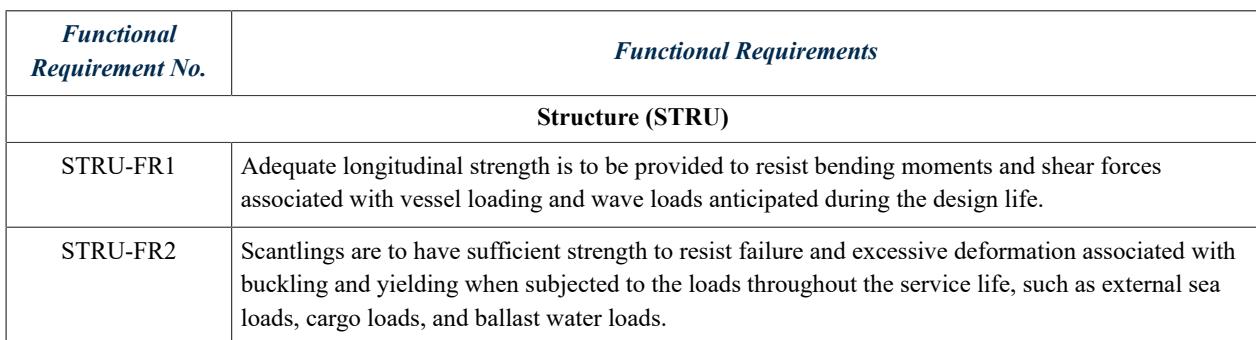 Functional
Requirement No.
Functional Requirements
Structure (STRU)
STRU-FR1
Adequate longitudinal strength is to be provided to resist bending moments and shear forces
associated with vessel loading and wave loads anticipated during the design life.
STRU-FR2
Scantlings are to have sufficient strength to resist failure and excessive deformation associated with
buckling and yielding when subjected to the loads throughout the service life, such as external sea
loads, cargo loads, and ballast water loads.